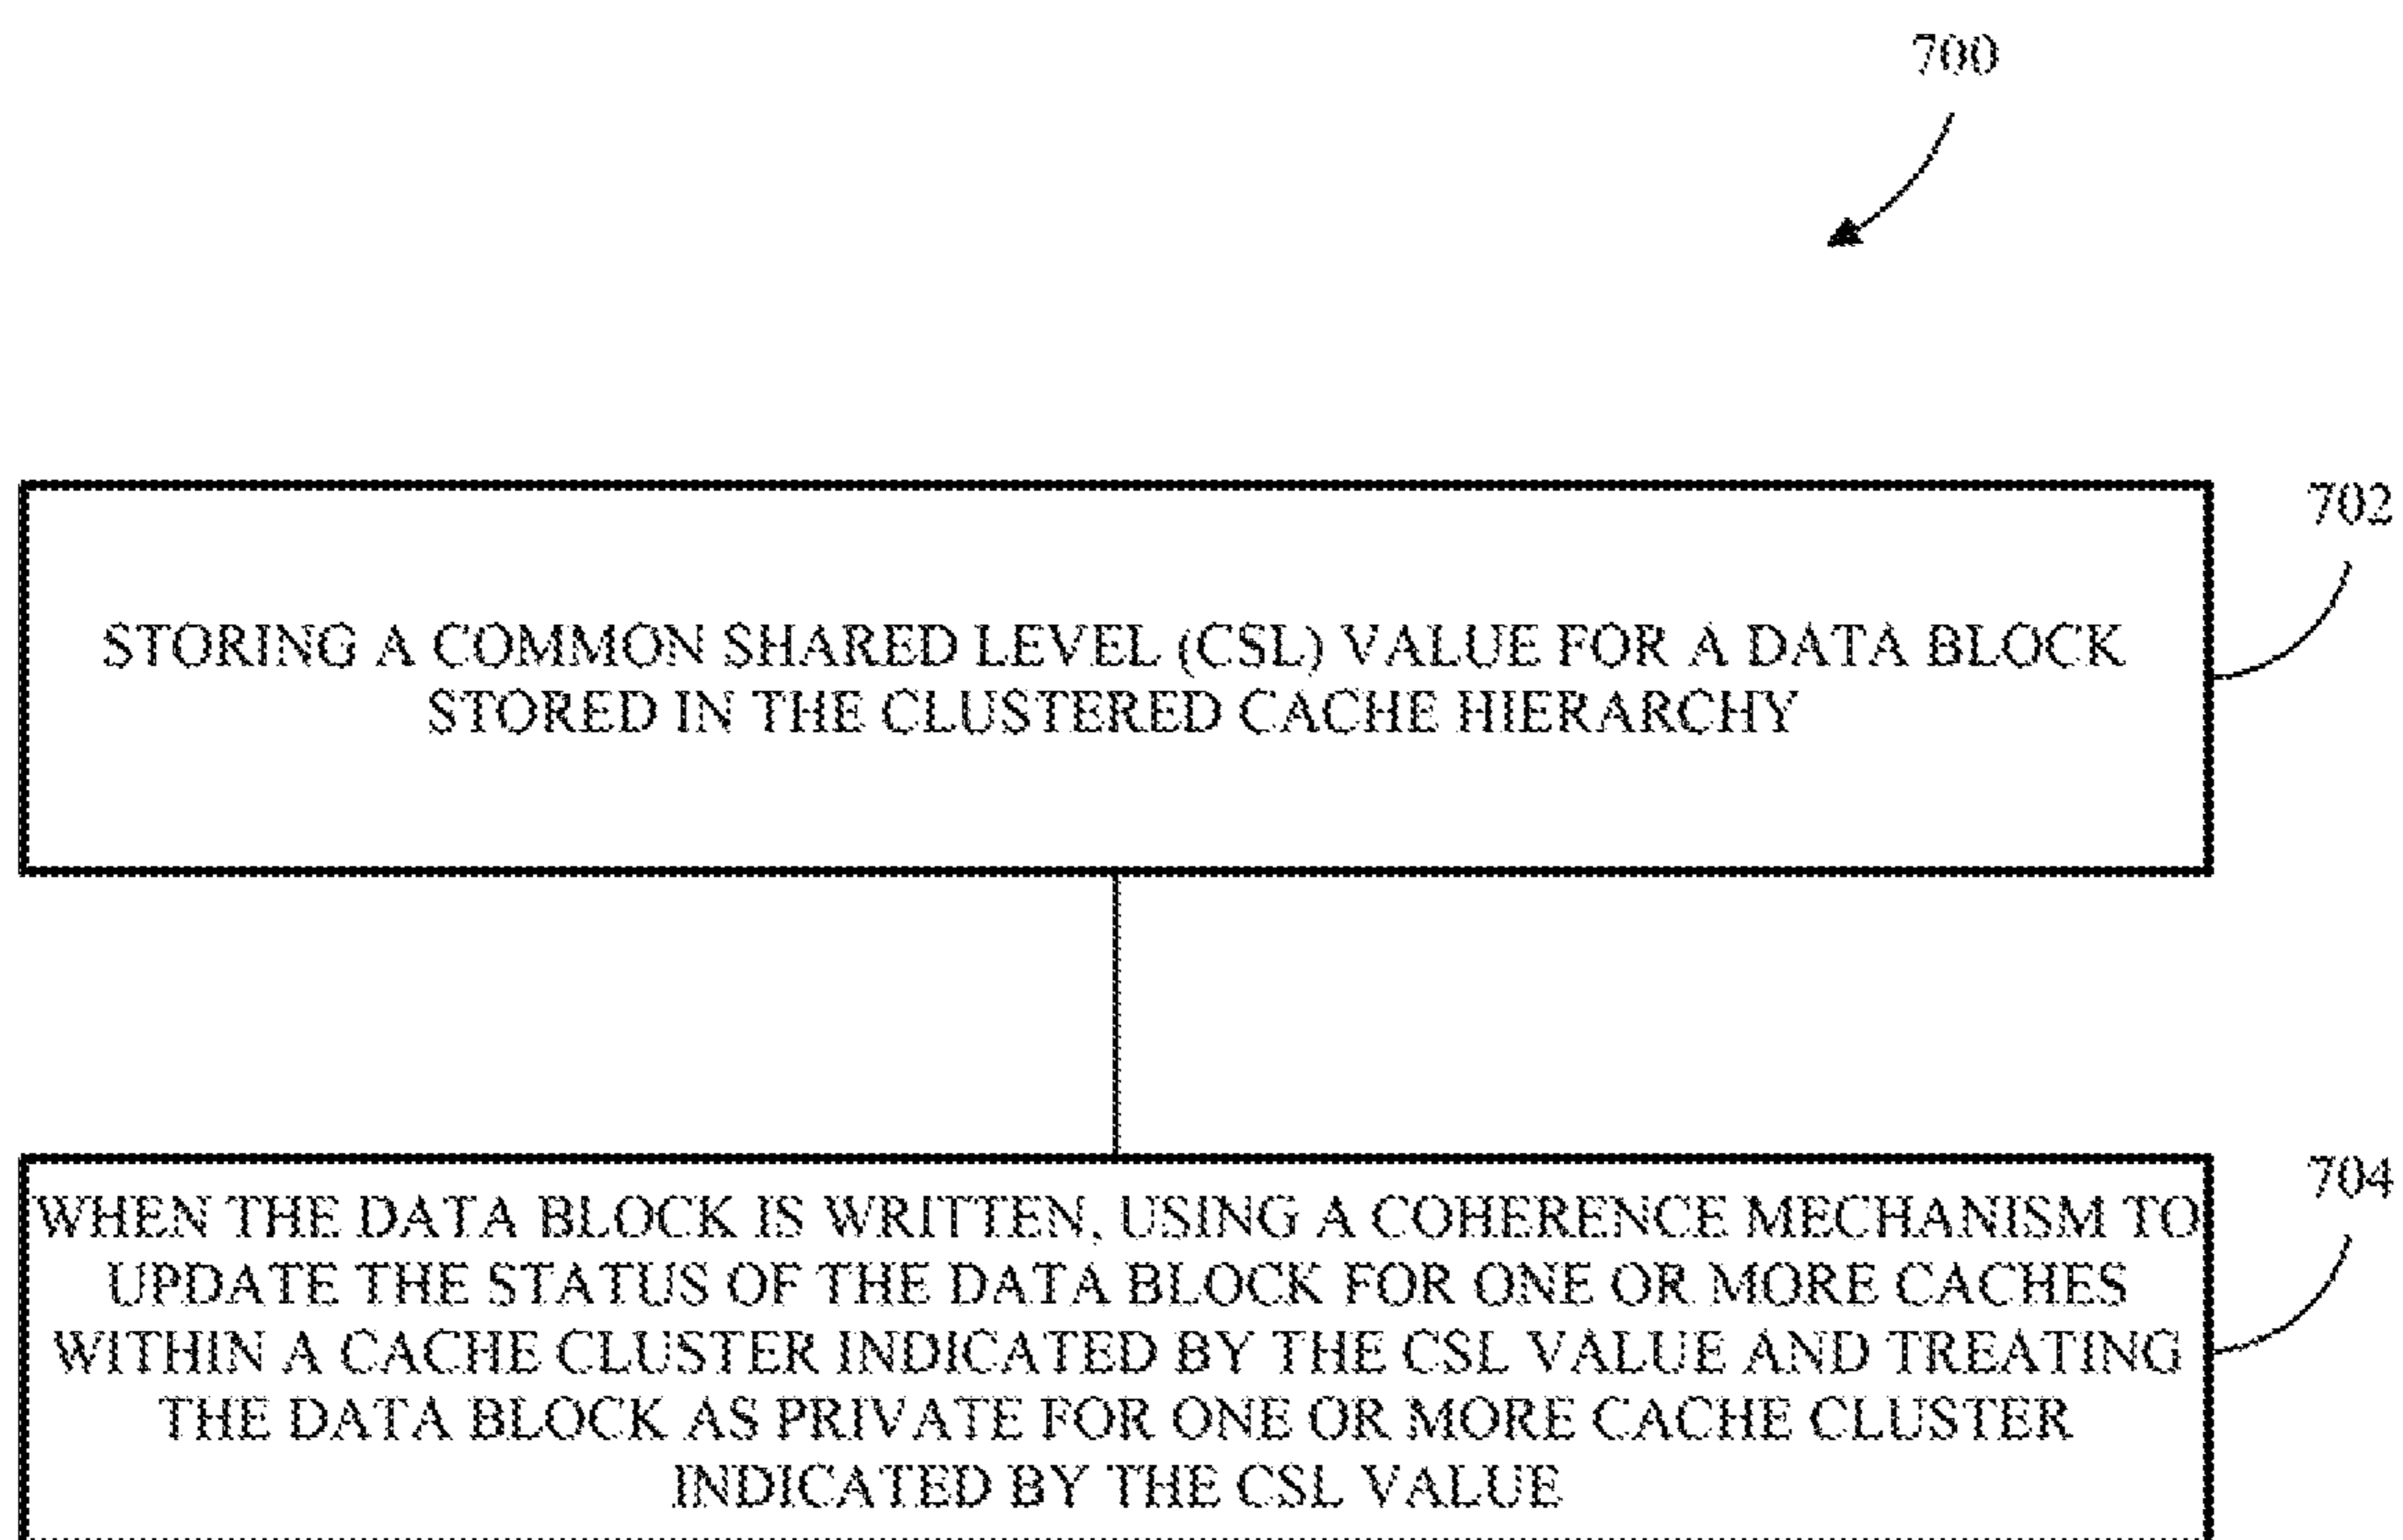 700
702
STORING A COMMON SHARED LEVEL (CSL) VALUE FOR A DATA BLOCK
STORED IN THE CLUSTERED CACHE HIERARCHY
704
WHEN THE DATA BLOCK IS WRITTEN, USING A COHERENCE MECHANISM TO
UPDATE THE STATUS OF THE DATA BLOCK FOR ONE OR MORE CACHES
WITHIN A CACHE CLUSTER INDICATED BY THE CSL VALUE AND TREATING
THE DATA BLOCK AS PRIVATE FOR ONE OR MORE CACHE CLUSTER
INDICATED BY THE CSL VALUE